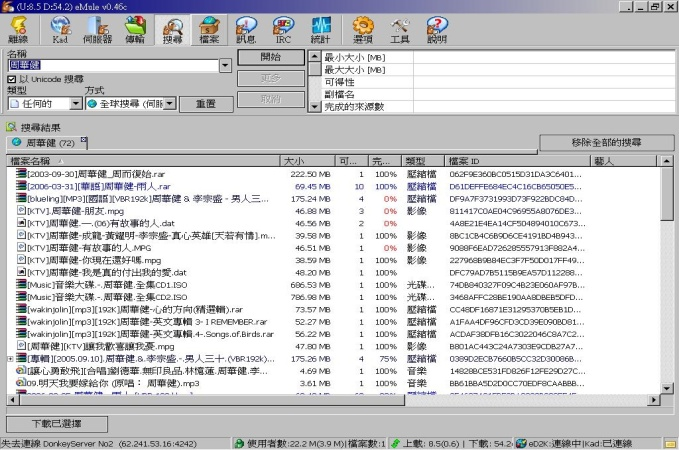 (U:8.5 D:54.2) eMule v0.46c
離線 Kad 伺服器 傳輸 搜尋 檔案 訊息 IRC 統計 選項 工具 說明
名稱
周華健
以 Unicode 搜尋
類型 方式
任何的 全球搜尋 (伺服 重置
開始
更多
取消
最小大小 [MB]
最大大小 [MB]
可得性
副檔名
完成的來源數
搜尋結果
周華健 (72) 移除全部的搜尋
檔案名稱 大小 可... 完... 類型 檔案 ID 藝人
[2003-09-30]周華健_周而復始.rar 222.50 MB 1 100% 壓縮檔 062F9E360BC0515D31DA3C6401...
[2006-03-31][華語]周華健-雨人.rar 69.45 MB 10 100% 壓縮檔 D61DEFFE684EC4C16CB65050E5...
[blueling][MP3][國語][VBR192k]周華健 & 李宗盛 - 男人三... 175.24 MB 4 0% 壓縮檔 DF9A7F3731993D73F922BDC84D...
[KTV].周華健-朋友.mpg 46.88 MB 3 0% 影像 811417C0AE04C96955A8076DE3...
[KTV].周華健.—.(06)有故事的人.dat 46.56 MB 2 0% 4A8E21E4EA14CF504894010C673...
[KTV]周華健-成龍-黃耀明-李宗盛-真心英雄[天若有情].m... 39.58 MB 1 100% 影像 8BC1CB4C6B9D6CE4191BD4B943...
[KTV]周華健-有故事的人.MPG 46.51 MB 1 0% 影像 9088F6EAD726285557913F882A4...
[KTV]周華健-你現在還好嗎.mpg 38.59 MB 1 100% 影像 227968B9B84EC3F7F50D017FF49...
[KTV]周華健-我是真的付出我的愛.dat 48.20 MB 1 100% DFC79AD7B5115B9EA57D112288...
[Music]音樂大碟.-.周華健.全集CD1.ISO 686.53 MB 1 100% 光碟... 74DB840327F09C4B23E060AF97B...
[Music]音樂大碟.-.周華健.全集CD2.ISO 786.98 MB 1 100% 光碟... 3468AFFC28BE190AA8DBEB5DFD...
[wakinjolin][mp3][192K]周華健-心的方向(精選輯).rar 73.57 MB 1 100% 壓縮檔 CC48DF16871E31295370B5EB1D...
[wakinjolin][mp3][192K]周華健-英文專輯 3- I REMEMBER.rar 52.27 MB 1 100% 壓縮檔 A1FAA4DF96CFD3CD39E090BD81...
[wakinjolin][mp3][192K]周華健-英文專輯.4-.Songs.of.Birds.rar 56.22 MB 1 100% 壓縮檔 ACDAF38DFB16C3022046C8A7C2...
[華語][KTV]讓我歡喜讓我憂.mpg 47.80 MB 1 100% 影像 B801AC443C24A7303E9CDB27A7...
[專輯][2005.09.10].周華健.&.李宗盛.-.男人三十.(VBR192k)... 175.26 MB 4 75% 壓縮檔 0389D2ECB7660B5CC32D30086B...
[讓心勇敢飛][合唱輯]劉德華.無印良品.林憶蓮.周華健.李... 4.69 MB 1 100% 音樂 14828BCE531FD826F12FE29D27C...
09.明天我要嫁給你 (原唱： 周華健).mp3 3.61 MB 1 100% 音樂 BB61BBA5D2D0CC70EDF8CAABBB...
下載已選擇
失去連線 DonkeyServer No2 (62.241.53.16:4242) 使用者數:22.2 M(3.9 M)|檔案數:1 上載: 8.5(0.6) | 下載: 54.2 eD2K:連線中|Kad:已連線